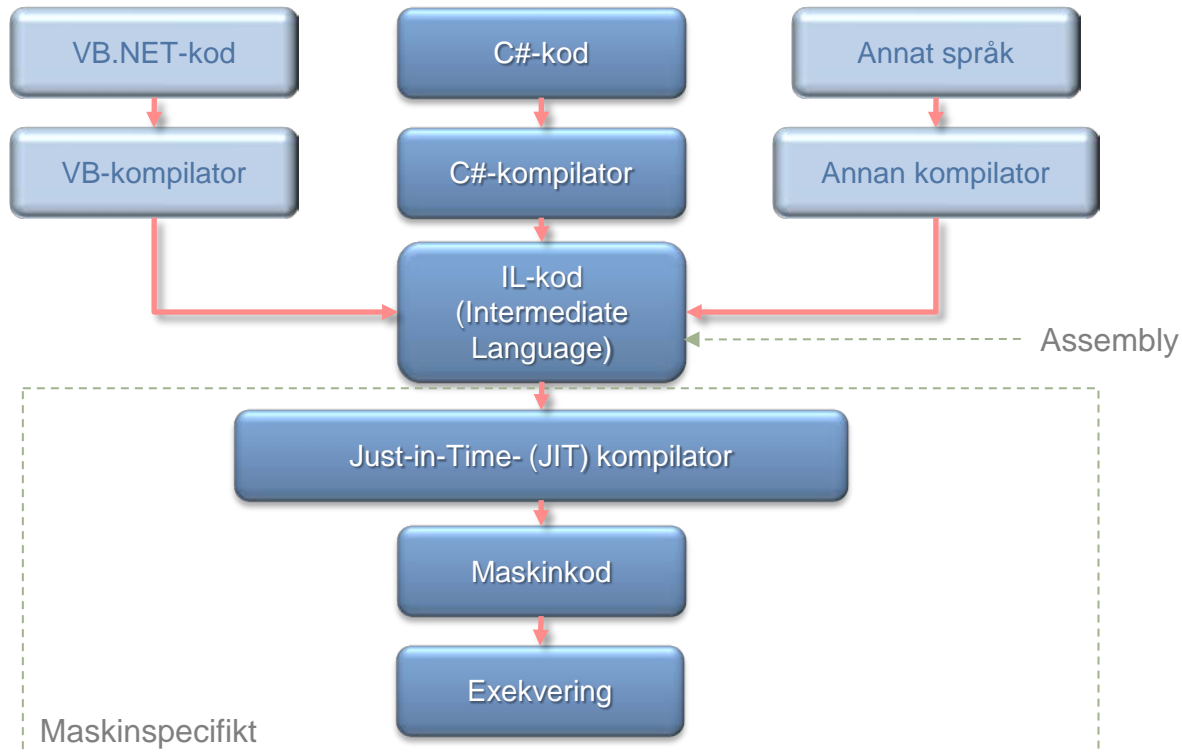 VB.NET-kod
C#-kod
Annat språk
VB-kompilator
C#-kompilator
Annan kompilator
IL-kod
(Intermediate
Language)
Assembly
Just-in-Time- (JIT) kompilator
Maskinkod
Exekvering
Maskinspecifikt